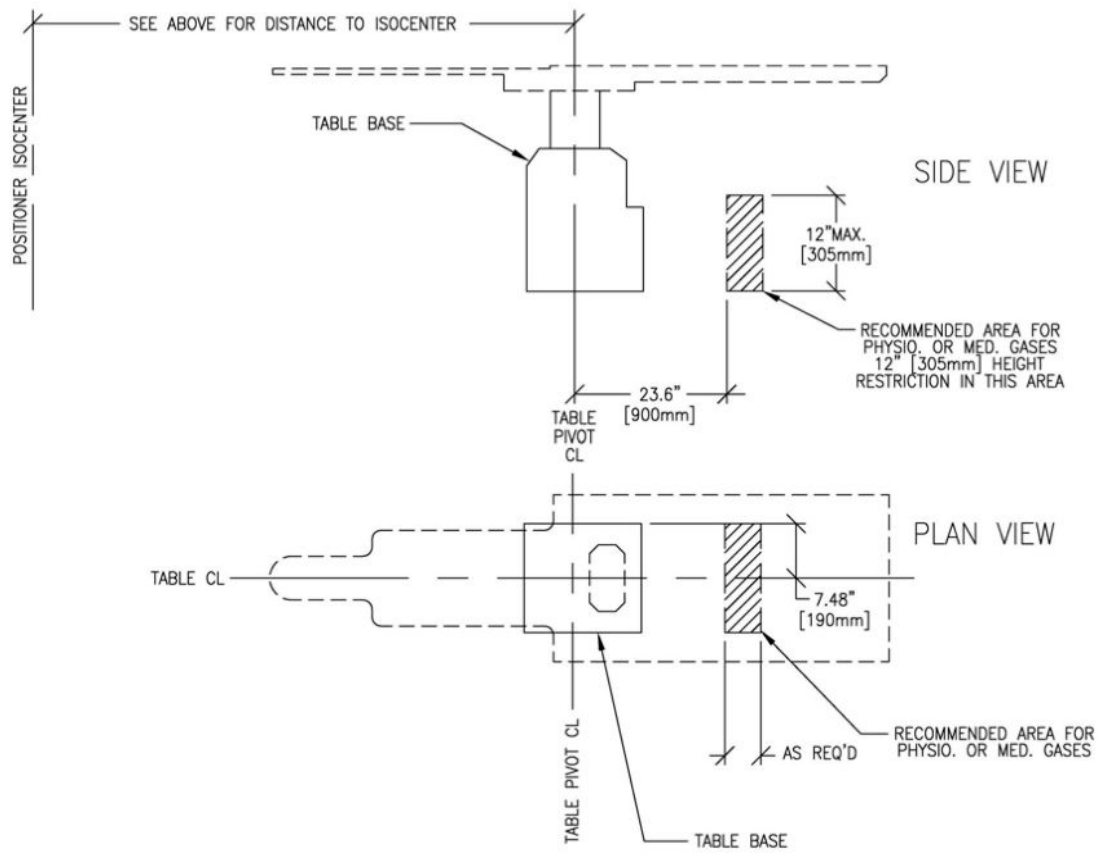 SEE ABOVE FOR DISTANCE TO ISOCENTER
POSITIONER ISOCENTER
TABLE BASE
SIDE VIEW
12"MAX.
[305mm]
RECOMMENDED AREA FOR
PHYSIO. OR MED. GASES
12" [305mm] HEIGHT
RESTRICTION IN THIS AREA
23.6"
[900mm]
TABLE
PIVOT
CL
PLAN VIEW
TABLE CL
7.48"
[190mm]
TABLE PIVOT CL
AS REQ'D
RECOMMENDED AREA FOR
PHYSIO. OR MED. GASES
TABLE BASE